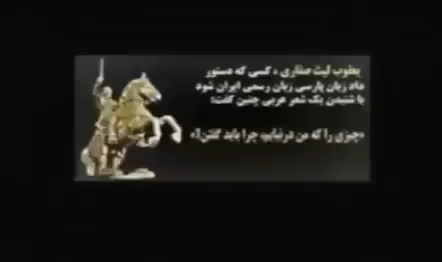 یعقوب لیث صفاری ، کسی که دستور
داد زبان پارسی زبان رسمی ایران شود
با شنیدن یک شعر عربی چنین گفت:
«چیزی را که من درنیابم، چرا باید گفتن!»